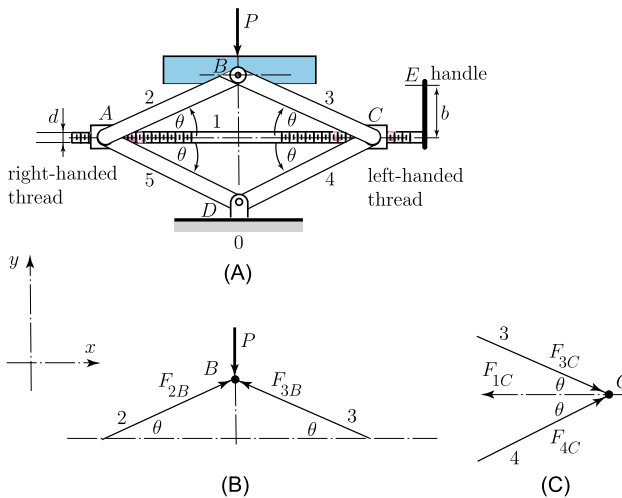 P
B
E handle
A
2
3
C
d
θ
1
θ
b
θ
θ
right-handed
thread
5
4
left-handed
thread
D
0
(A)
y
x
P
B
F2B
F3B
2
θ
θ
3
(B)
3
F3C
F1C
θ
C
θ
F4C
4
(C)